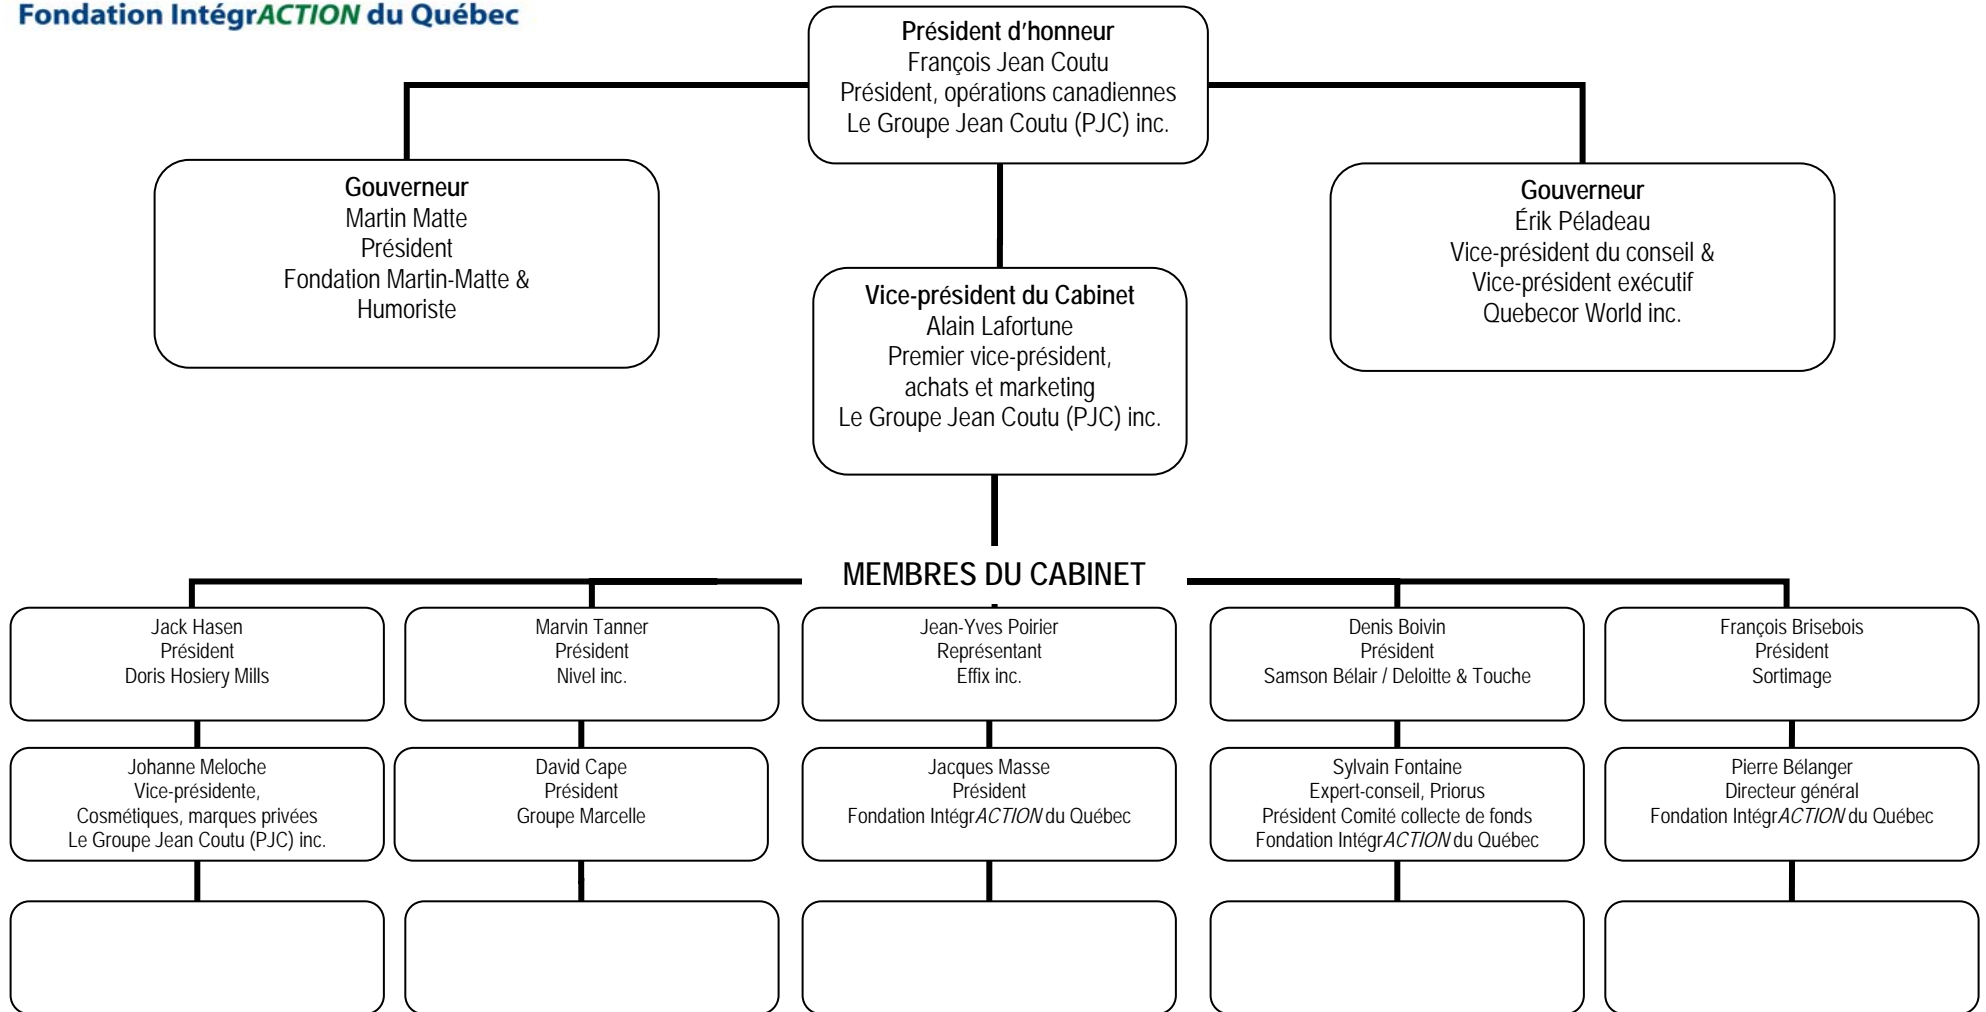 Fondation IntégrACTION du Québec
Président d'honneur
François Jean Coutu
Président, opérations canadiennes
Le Groupe Jean Coutu (PJC) inc.
Gouverneur
Martin Matte
Président
Fondation Martin-Matte &
Humoriste
Gouverneur
Érik Péladeau
Vice-président du conseil &
Vice-président exécutif
Quebecor World inc.
Vice-président du Cabinet
Alain Lafortune
Premier vice-président,
achats et marketing
Le Groupe Jean Coutu (PJC) inc.
MEMBRES DU CABINET
Jack Hasen
Président
Doris Hosiery Mills
Marvin Tanner
Président
Nivel inc.
Jean-Yves Poirier
Représentant
Effix inc.
Denis Boivin
Président
Samson Bélair / Deloitte & Touche
François Brisebois
Président
Sortimage
Johanne Meloche
Vice-présidente,
Cosmétiques, marques privées
Le Groupe Jean Coutu (PJC) inc.
David Cape
Président
Groupe Marcelle
Jacques Masse
Président
Fondation IntégrACTION du Québec
Sylvain Fontaine
Expert-conseil, Priorus
Président Comité collecte de fonds
Fondation IntégrACTION du Québec
Pierre Bélanger
Directeur général
Fondation IntégrACTION du Québec